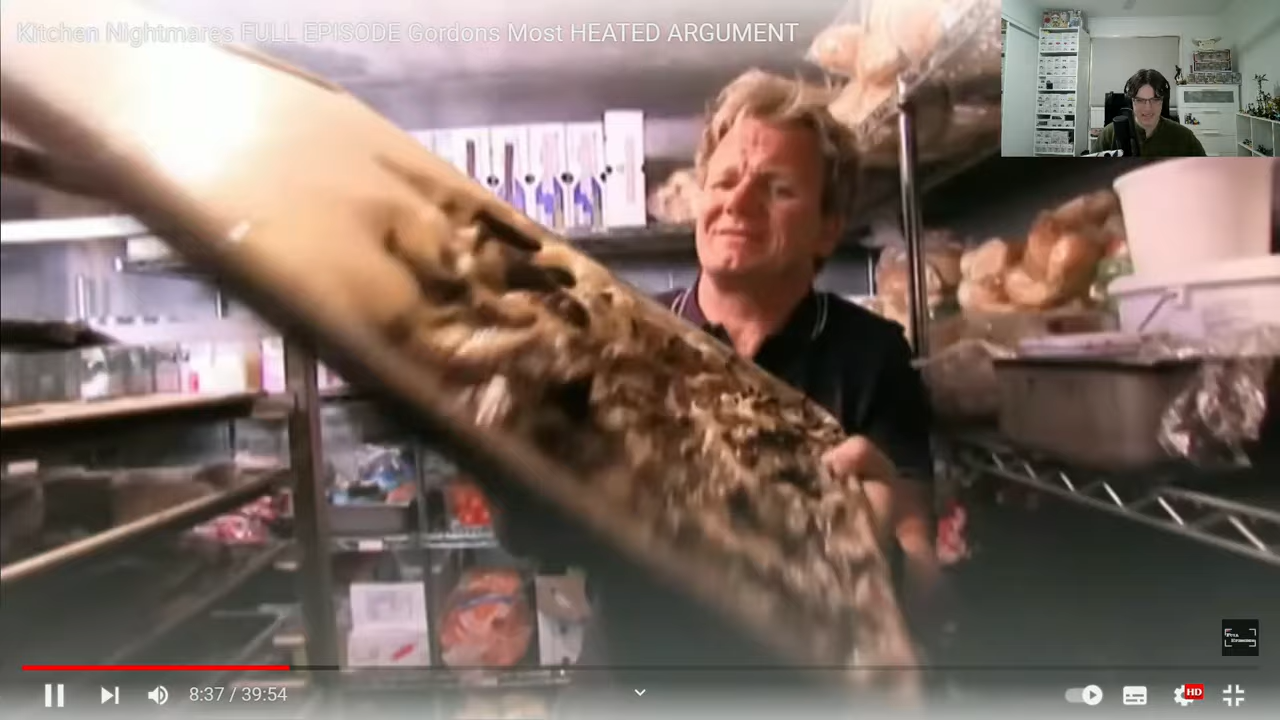 Kitchen Nightmares FULL EPISODE Gordons Most HEATED ARGUMENT
8:37 / 39:54
HD